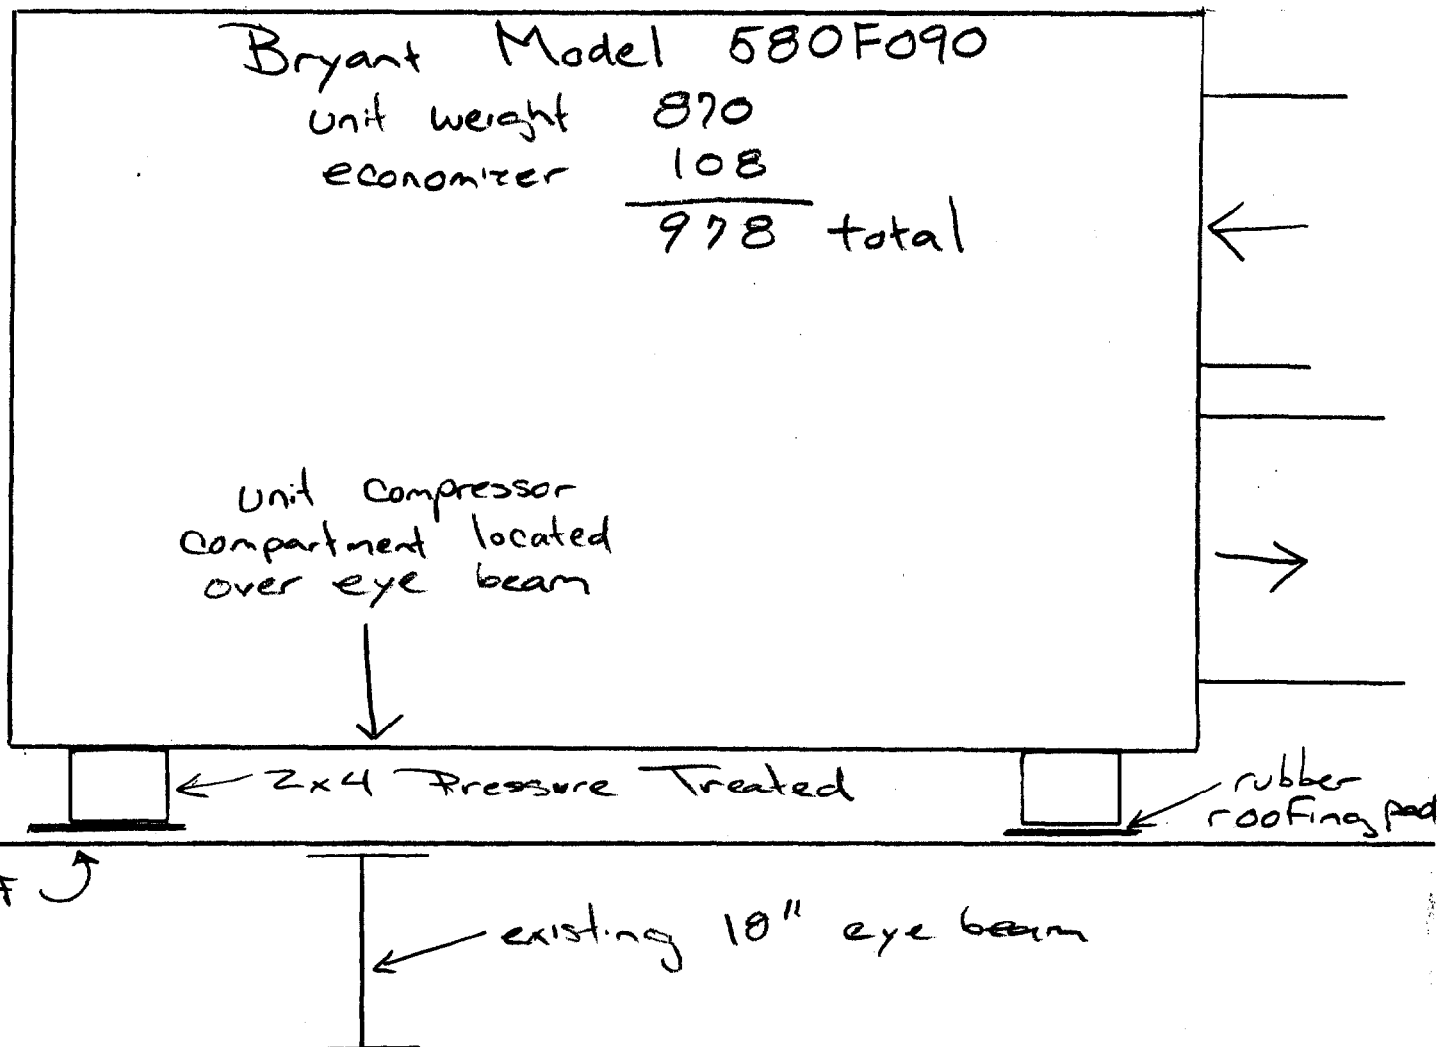 Bryant Model 580F090
unit weight 870
economizer 108
978 total
unit compressor
compartment located
over eye beam
2x4 Pressure Treated
rubber
roofing pad
existing 18" eye beam